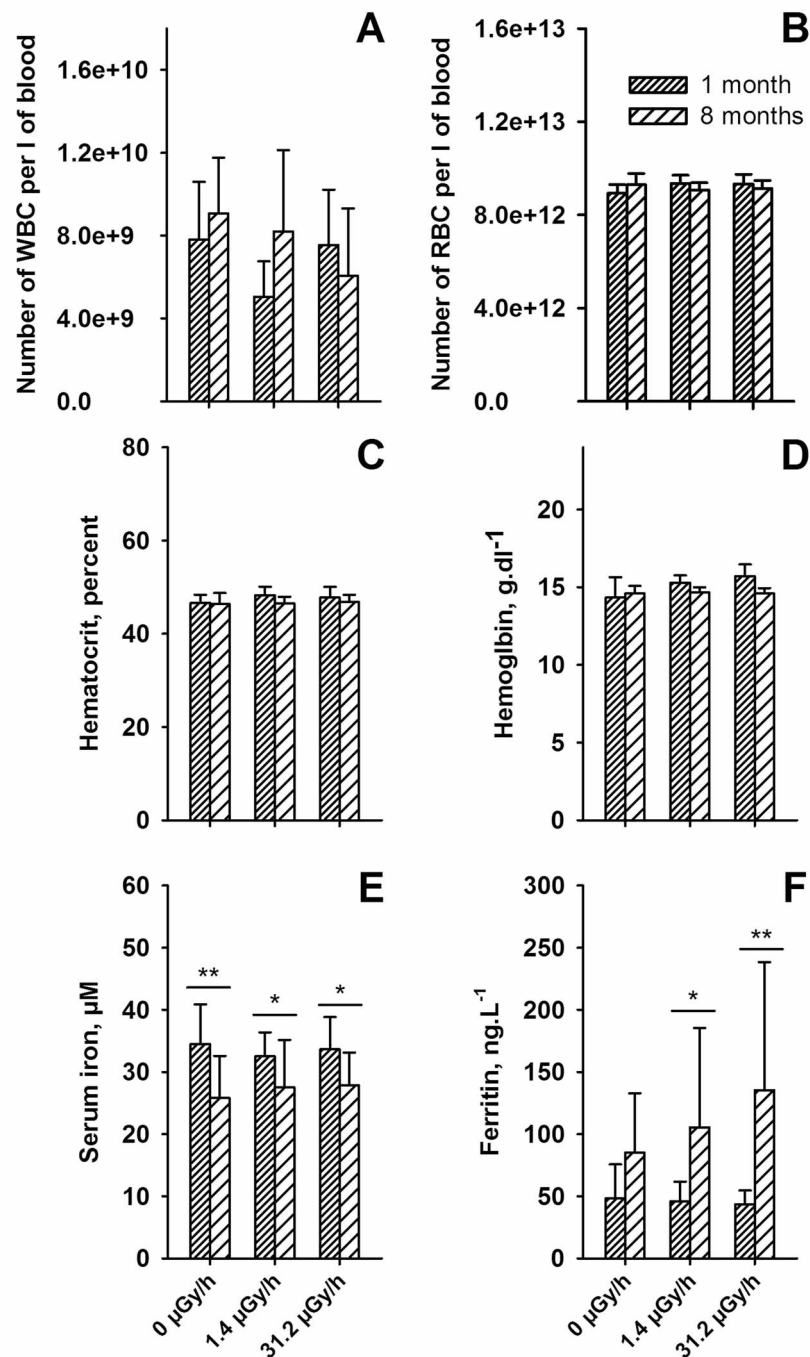 A
Number of WBC per l of blood
1.6e+10
1.2e+10
8.0e+9
4.0e+9
0.0
B
Number of RBC per l of blood
1.6e+13
1.2e+13
8.0e+12
4.0e+12
0.0
1 month
8 months
C
Hematocrit, percent
80
60
40
20
0
D
Hemoglbin, g.dl-1
20
15
10
5
0
E
Serum iron, µM
60
50
40
30
20
10
0
**
*
*
0 µGy/h
1.4 µGy/h
31.2 µGy/h
F
Ferritin, ng.L-1
300
250
200
150
100
50
0
*
**
0 µGy/h
1.4 µGy/h
31.2 µGy/h